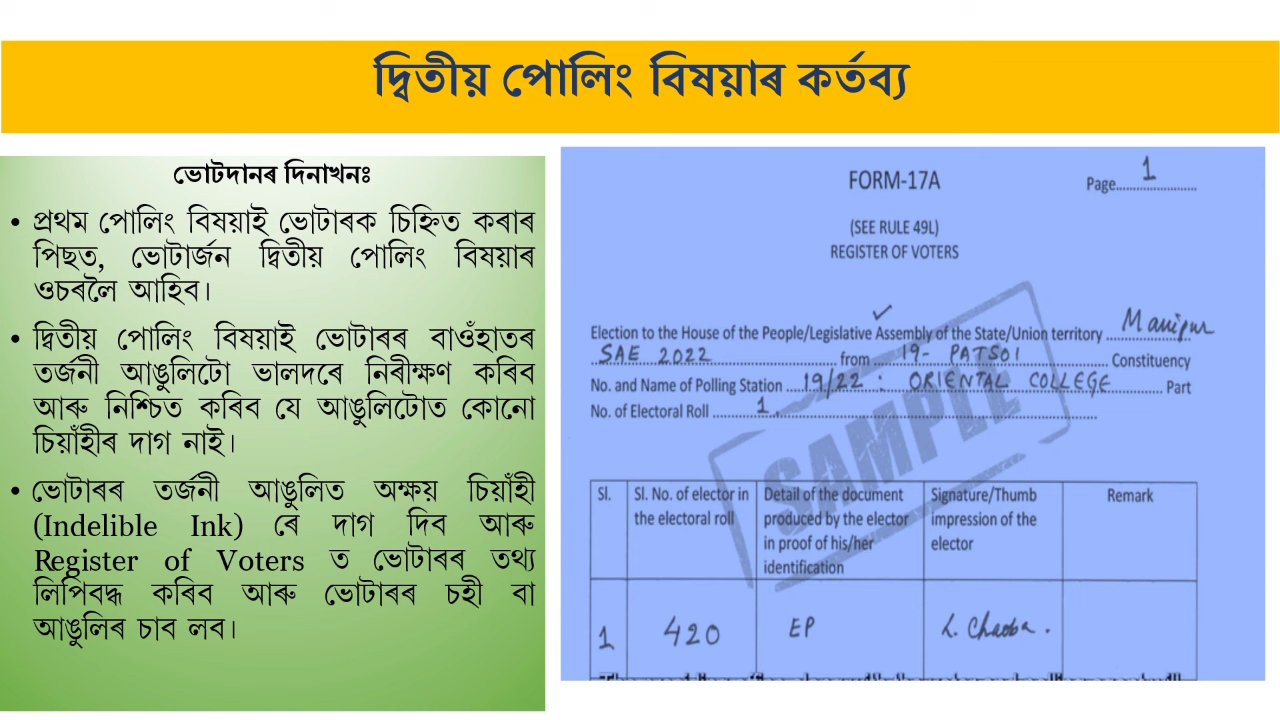 দ্বিতীয় পোলিং বিষয়াৰ কৰ্তব্য
ভোটদানৰ দিনাখনঃ
• প্ৰথম পোলিং বিষয়াই ভোটাৰক চিহ্নিত কৰাৰ
পিছত, ভোটাৰ্জন দ্বিতীয় পোলিং বিষয়াৰ
ওচৰলৈ আহিব।
• দ্বিতীয় পোলিং বিষয়াই ভোটাৰৰ বাওঁহাতৰ
তৰ্জনী আঙুলিটো ভালদৰে নিৰীক্ষণ কৰিব
আৰু নিশ্চিত কৰিব যে আঙুলিটোত কোনো
চিয়াঁহীৰ দাগ নাই।
• ভোটাৰৰ তৰ্জনী আঙুলিত অক্ষয় চিয়াঁহী
(Indelible Ink) ৰে দাগ দিব আৰু
Register of Voters ত ভোটাৰৰ তথ্য
লিপিবদ্ধ কৰিব আৰু ভোটাৰৰ চহী বা
আঙুলিৰ চাব লব।
FORM-17A
Page 1
(SEE RULE 49L)
REGISTER OF VOTERS
Election to the House of the People/Legislative Assembly of the State/Union territory Manipur
SAE 2022 from 19- PATSOI Constituency
No. and Name of Polling Station 19/22 : ORIENTAL COLLEGE Part
No. of Electoral Roll 1.
SAMPLE
Sl. Sl. No. of elector in Detail of the document Signature/Thumb Remark
the electoral roll produced by the elector impression of the
in proof of his/her elector
identification
1 420 EP L. Chaoba.